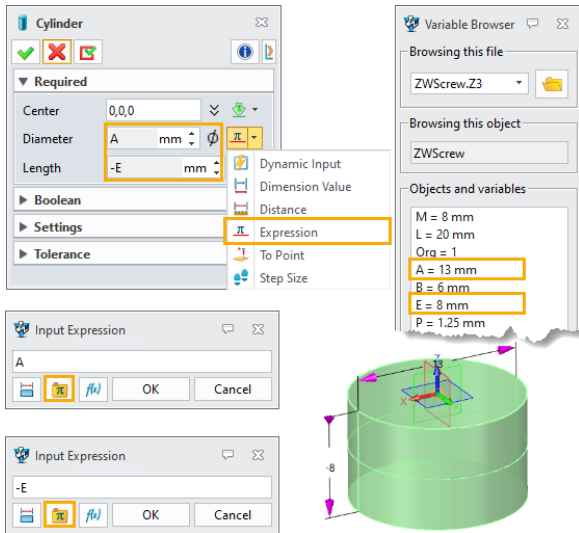 Cylinder
Required
Center 0,0,0
Diameter A mm
Length -E mm
Boolean
Settings
Tolerance
Dynamic Input
Dimension Value
Distance
π Expression
To Point
Step Size
Variable Browser
Browsing this file
ZWScrew.Z3
Browsing this object
ZWScrew
Objects and variables
M = 8 mm
L = 20 mm
Org = 1
A = 13 mm
B = 6 mm
E = 8 mm
P = 1.25 mm
Input Expression
A
π f(x) OK Cancel
Input Expression
-E
π f(x) OK Cancel
Z
13
X
-8